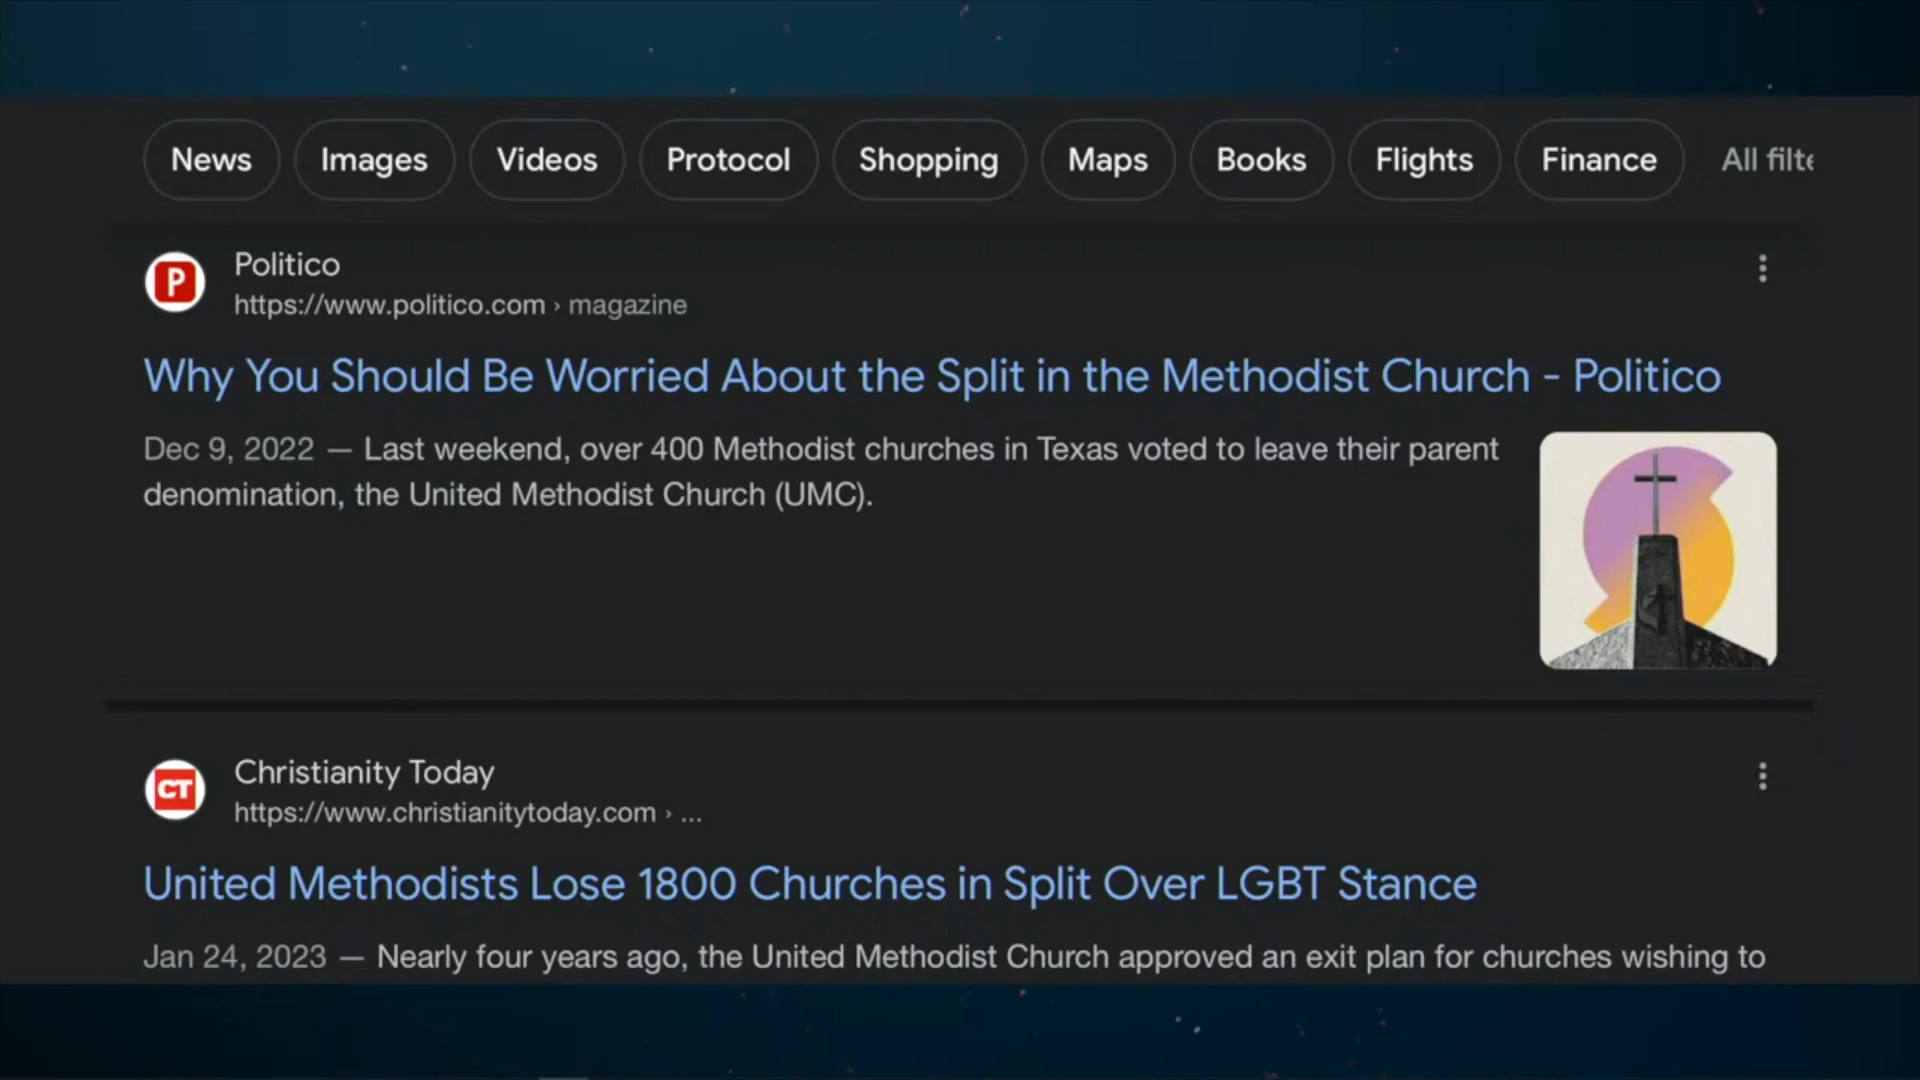 News Images Videos Protocol Shopping Maps Books Flights Finance All filte
P
Politico
https://www.politico.com › magazine
Why You Should Be Worried About the Split in the Methodist Church - Politico
Dec 9, 2022 — Last weekend, over 400 Methodist churches in Texas voted to leave their parent
denomination, the United Methodist Church (UMC).
CT
Christianity Today
https://www.christianitytoday.com › ...
United Methodists Lose 1800 Churches in Split Over LGBT Stance
Jan 24, 2023 — Nearly four years ago, the United Methodist Church approved an exit plan for churches wishing to